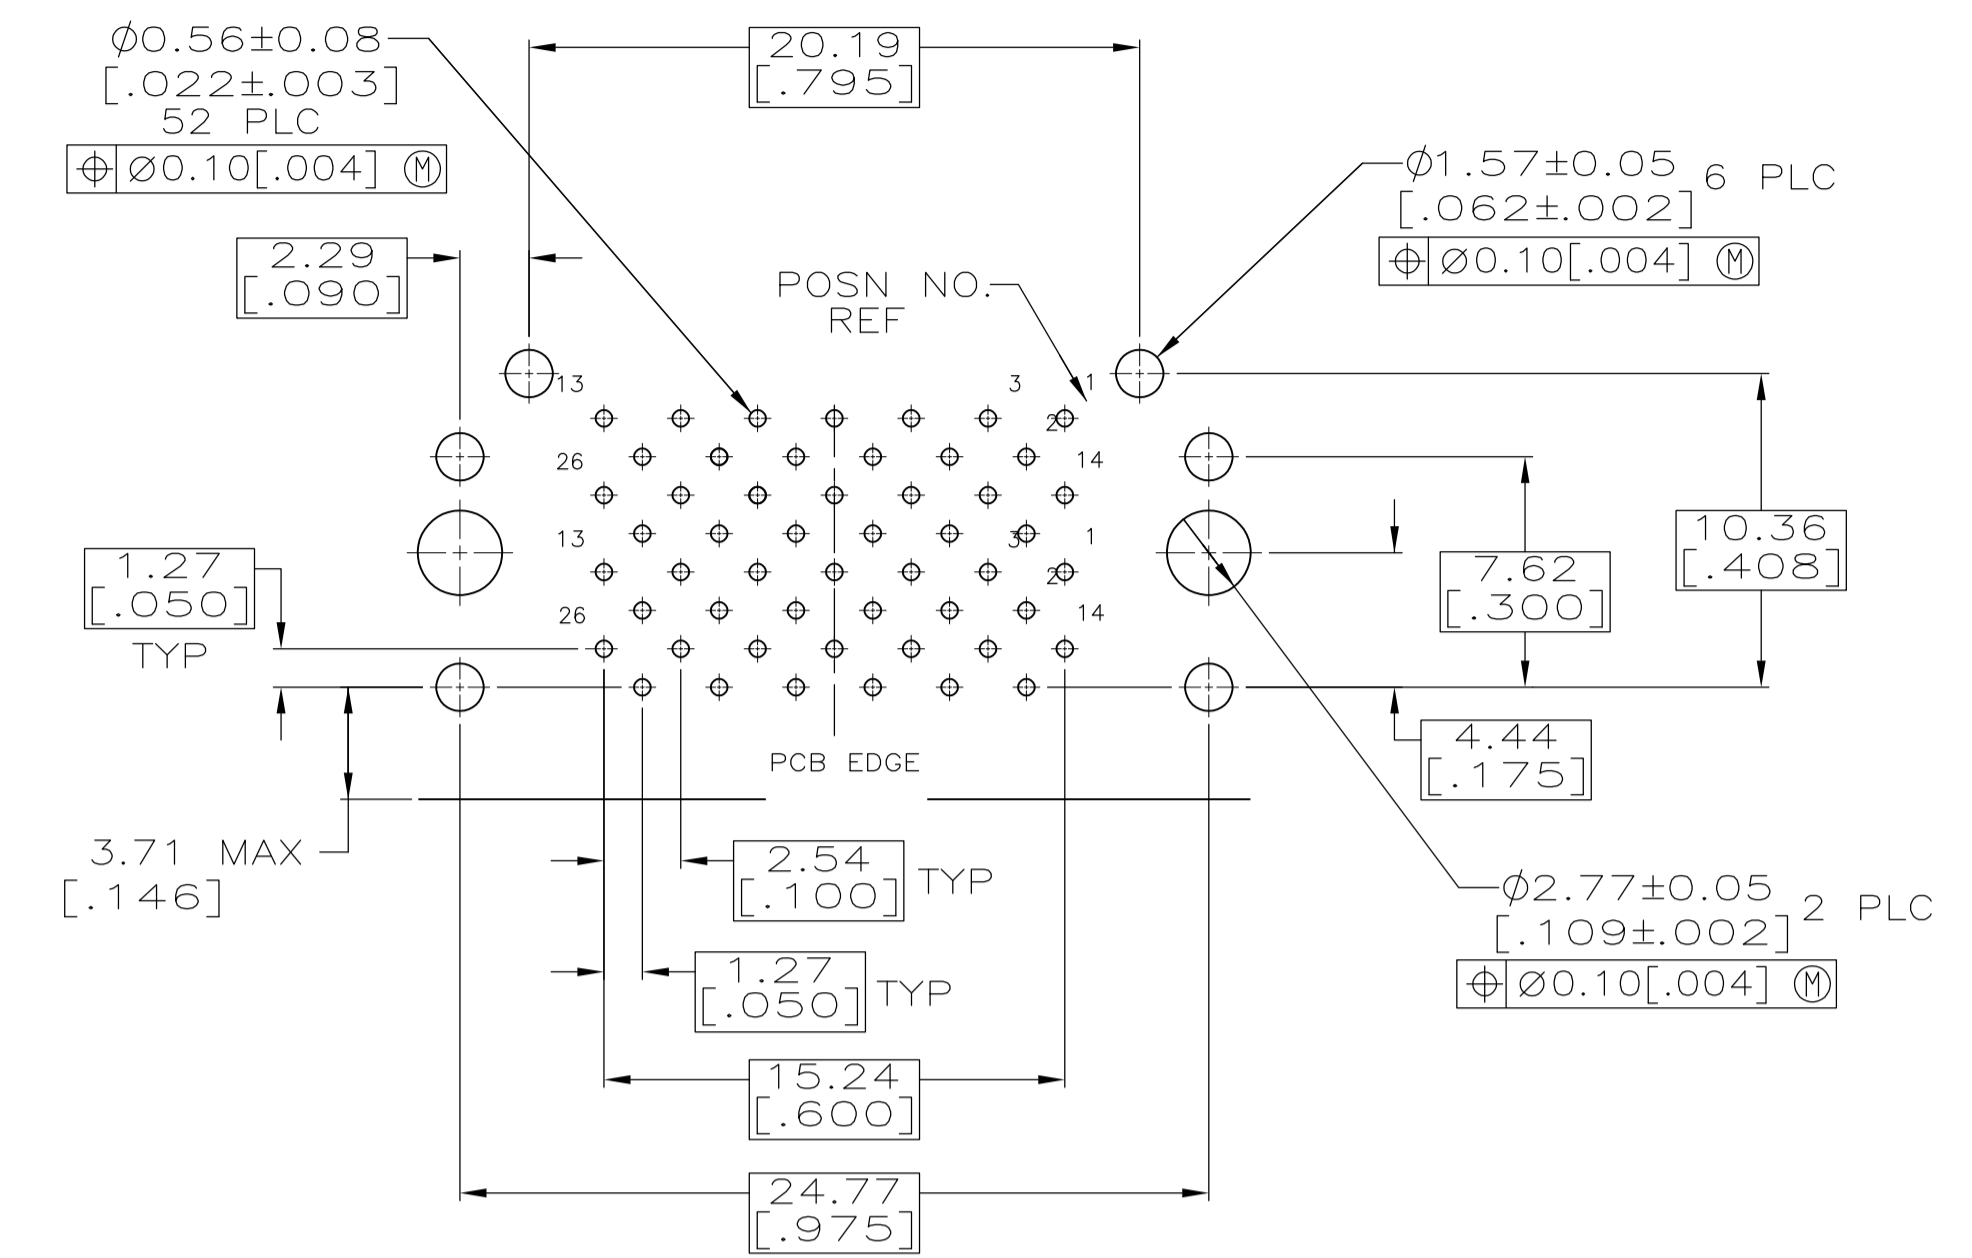 Ø0.56±0.08
[.022±.003]
52 PLC
⌖ Ø0.10[.004] Ⓜ
20.19
[.795]
Ø1.57±0.05 6 PLC
[.062±.002]
⌖ Ø0.10[.004] Ⓜ
2.29
[.090]
POSN NO.
REF
13 3 1
2
26 14
13 3 1
2
26 14
1.27
[.050]
TYP
10.36
[.408]
7.62
[.300]
4.44
[.175]
PCB EDGE
3.71 MAX
[.146]
2.54
[.100]
TYP
Ø2.77±0.05 2 PLC
[.109±.002]
⌖ Ø0.10[.004] Ⓜ
1.27
[.050]
TYP
15.24
[.600]
24.77
[.975]